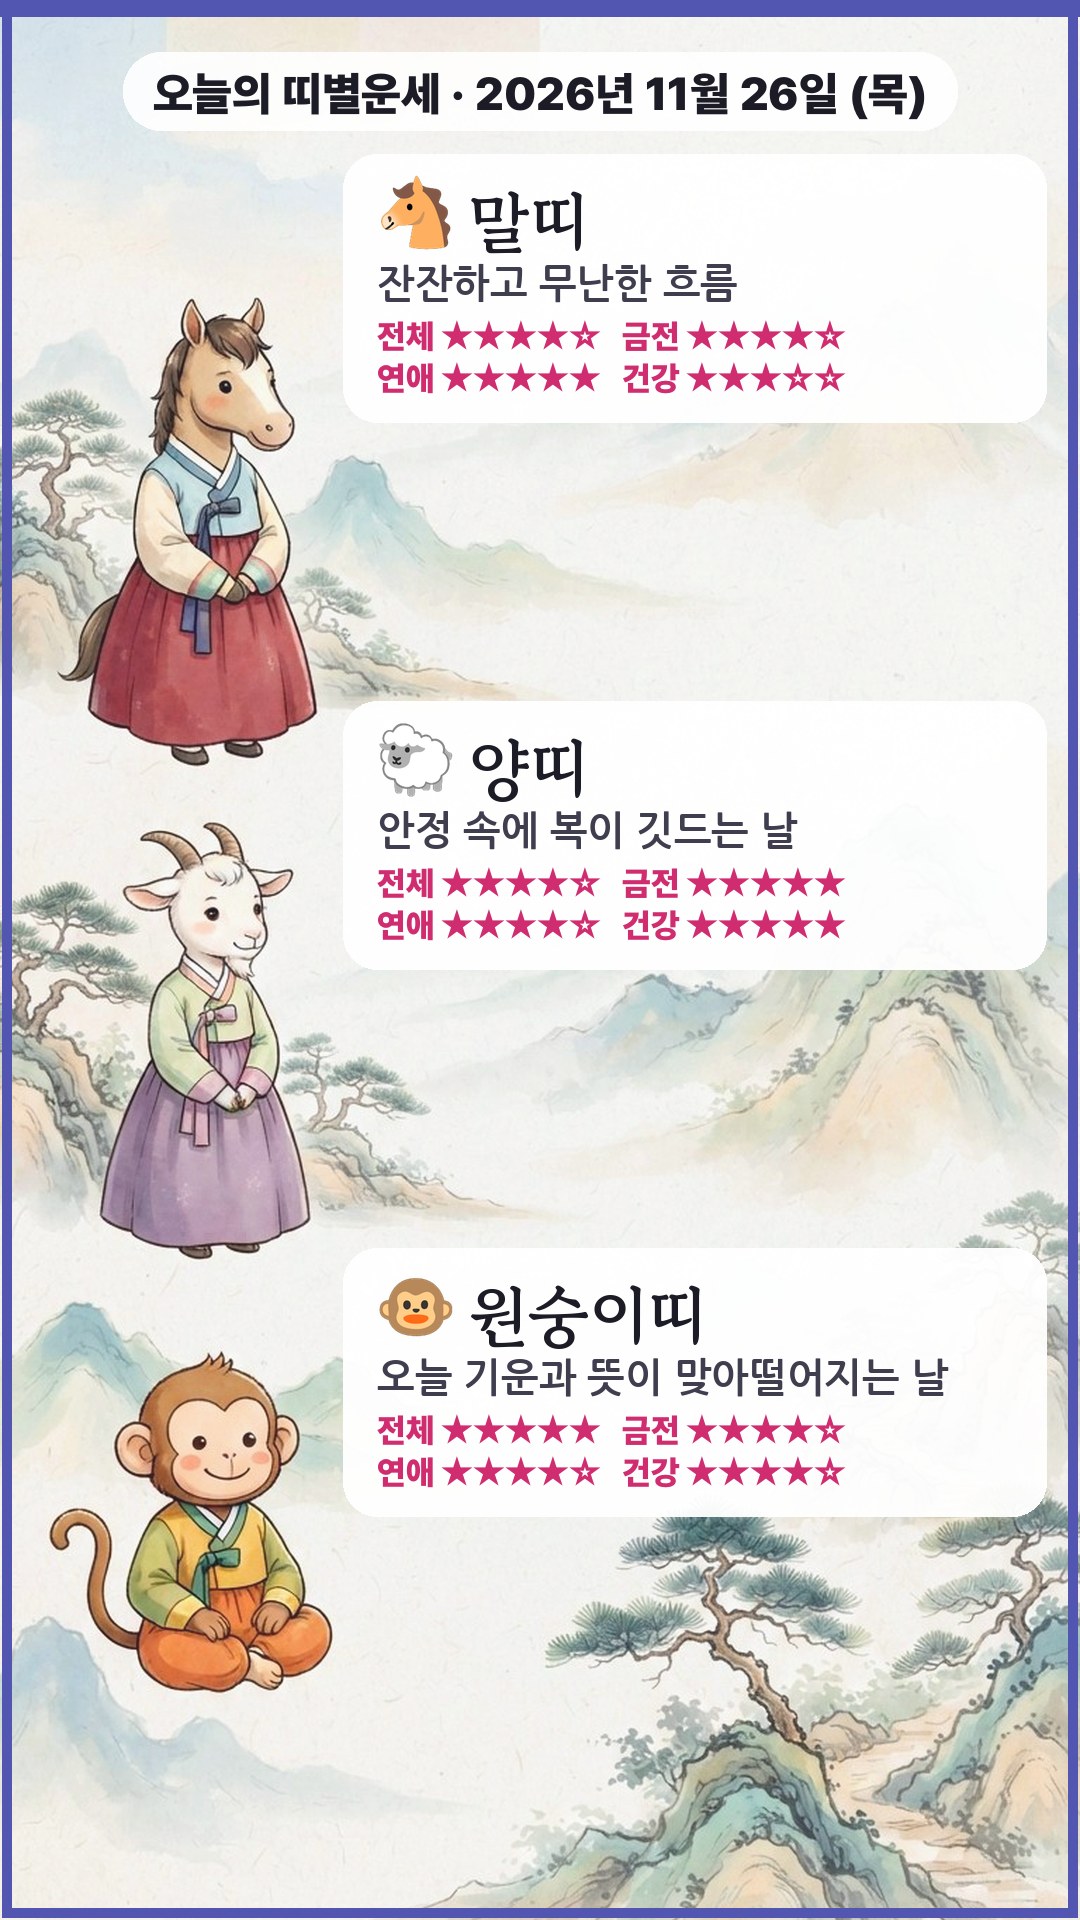 오늘의 띠별운세 · 2026년 11월 26일 (목)
말띠
잔잔하고 무난한 흐름
전체 ★★★★☆ 금전 ★★★★☆
연애 ★★★★★ 건강 ★★★☆☆
양띠
안정 속에 복이 깃드는 날
전체 ★★★★☆ 금전 ★★★★★
연애 ★★★★☆ 건강 ★★★★★
원숭이띠
오늘 기운과 뜻이 맞아떨어지는 날
전체 ★★★★★ 금전 ★★★★☆
연애 ★★★★☆ 건강 ★★★★☆